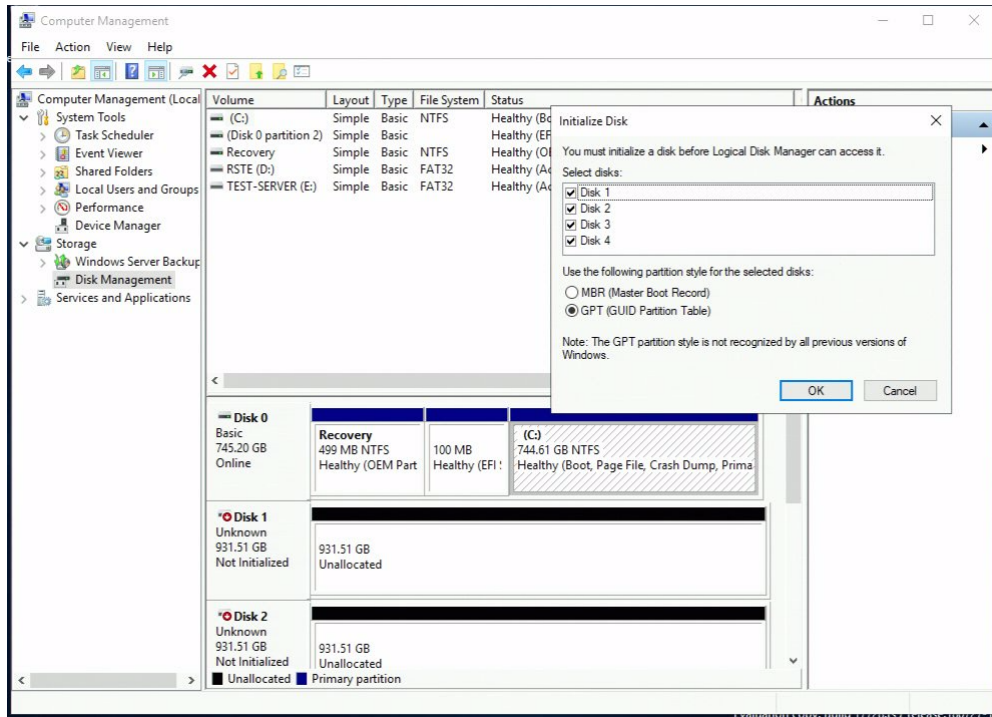 Computer Management
File Action View Help
Computer Management (Local
System Tools
Task Scheduler
Event Viewer
Shared Folders
Local Users and Groups
Performance
Device Manager
Storage
Windows Server Backup
Disk Management
Services and Applications
Volume Layout Type File System Status
(C:) Simple Basic NTFS Healthy (Bo
(Disk 0 partition 2) Simple Basic Healthy (EF
Recovery Simple Basic NTFS Healthy (OE
RSTE (D:) Simple Basic FAT32 Healthy (Ac
TEST-SERVER (E:) Simple Basic FAT32 Healthy (Ac
Actions
Initialize Disk
You must initialize a disk before Logical Disk Manager can access it.
Select disks:
Disk 1
Disk 2
Disk 3
Disk 4
Use the following partition style for the selected disks:
MBR (Master Boot Record)
GPT (GUID Partition Table)
Note: The GPT partition style is not recognized by all previous versions of
Windows.
OK Cancel
Disk 0
Basic
745.20 GB
Online
Recovery
499 MB NTFS
Healthy (OEM Part
100 MB
Healthy (EFI
(C:)
744.61 GB NTFS
Healthy (Boot, Page File, Crash Dump, Prima
Disk 1
Unknown
931.51 GB
Not Initialized
931.51 GB
Unallocated
Disk 2
Unknown
931.51 GB
Not Initialized
931.51 GB
Unallocated
Unallocated Primary partition